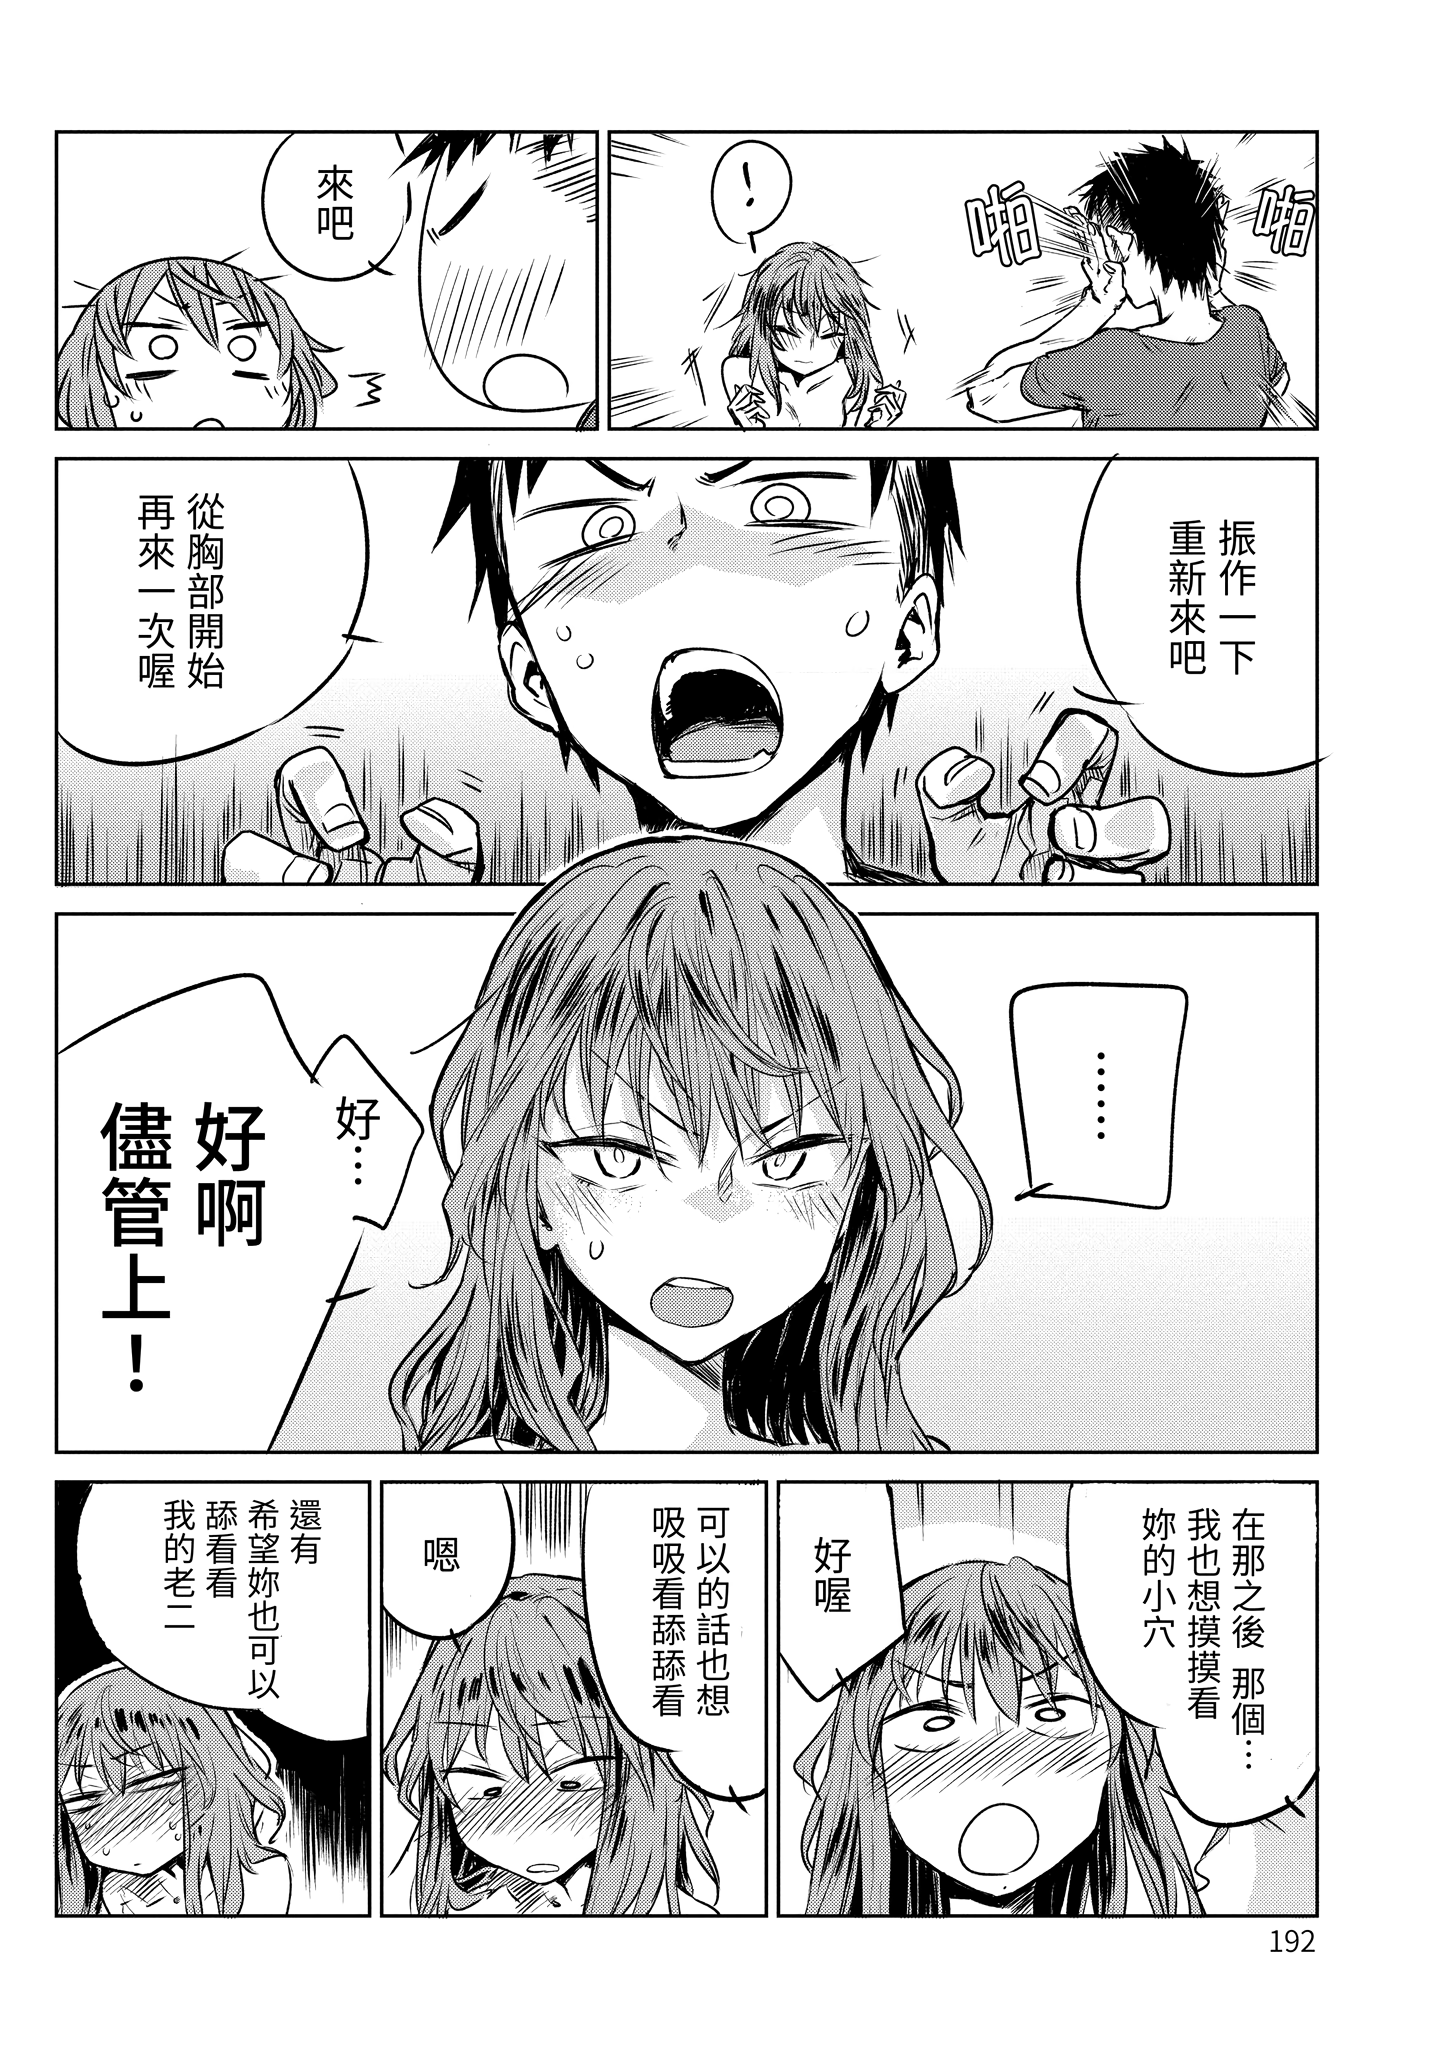 啪
啪
！
來吧
振作一下
重新來吧
從胸部開始
再來一次喔
……
好…
好啊
儘管上！
在那之後 那個…
我也想摸摸看
妳的小穴
好喔
可以的話也想
吸吸看舔舔看
嗯
還有
希望妳也可以
舔看看
我的老二
192